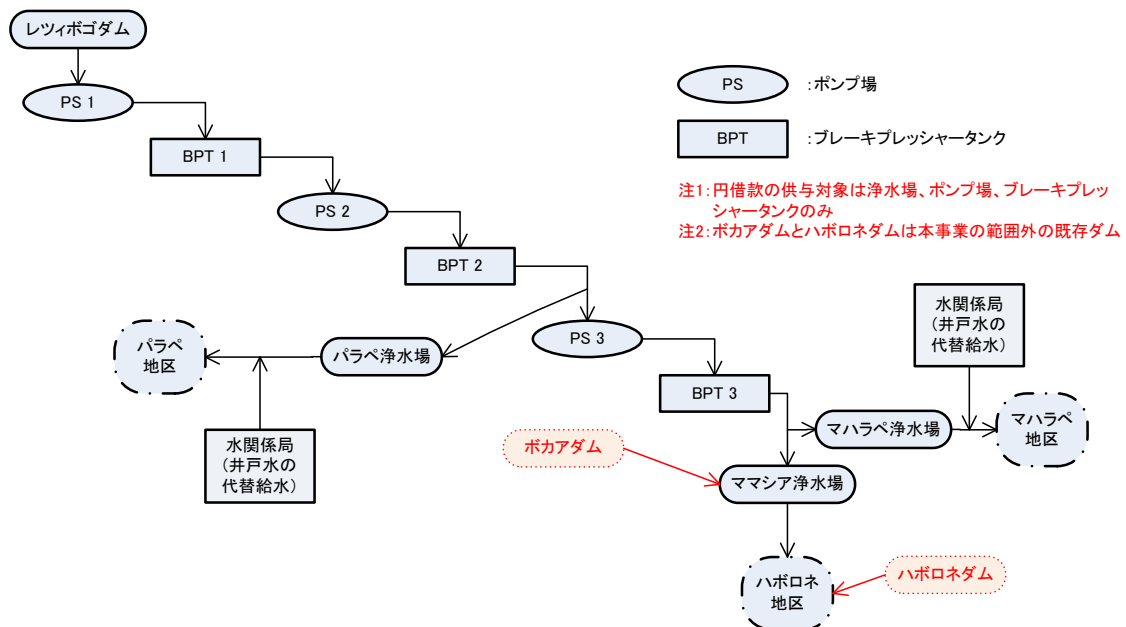 レツィボゴダム
PS 1
BPT 1
PS 2
BPT 2
PS 3
BPT 3
パラペ
地区
パラペ浄水場
水関係局
(井戸水の
代替給水)
PS
:ポンプ場
BPT
:ブレーキプレッシャータンク
注1:円借款の供与対象は浄水場、ポンプ場、ブレーキプレッ
シャータンクのみ
注2:ボカアダムとハボロネダムは本事業の範囲外の既存ダム
水関係局
(井戸水の
代替給水)
マハラペ浄水場
マハラペ
地区
ボカアダム
ママシア浄水場
ハボロネダム
ハボロネ
地区